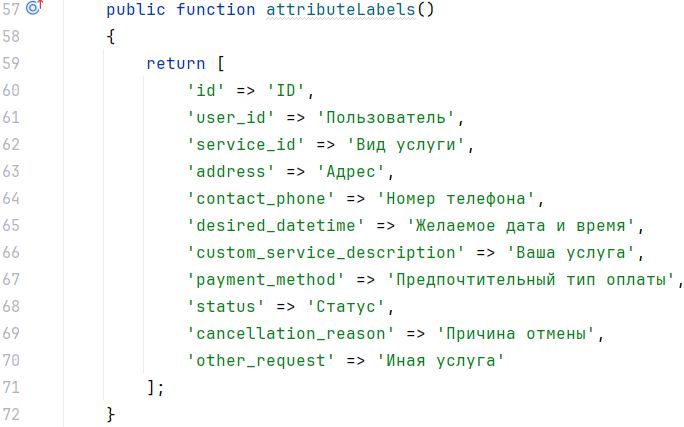 57 public function attributeLabels()
58 {
59 return [
60 'id' => 'ID',
61 'user_id' => 'Пользователь',
62 'service_id' => 'Вид услуги',
63 'address' => 'Адрес',
64 'contact_phone' => 'Номер телефона',
65 'desired_datetime' => 'Желаемое дата и время',
66 'custom_service_description' => 'Ваша услуга',
67 'payment_method' => 'Предпочтительный тип оплаты',
68 'status' => 'Статус',
69 'cancellation_reason' => 'Причина отмены',
70 'other_request' => 'Иная услуга'
71 ];
72 }